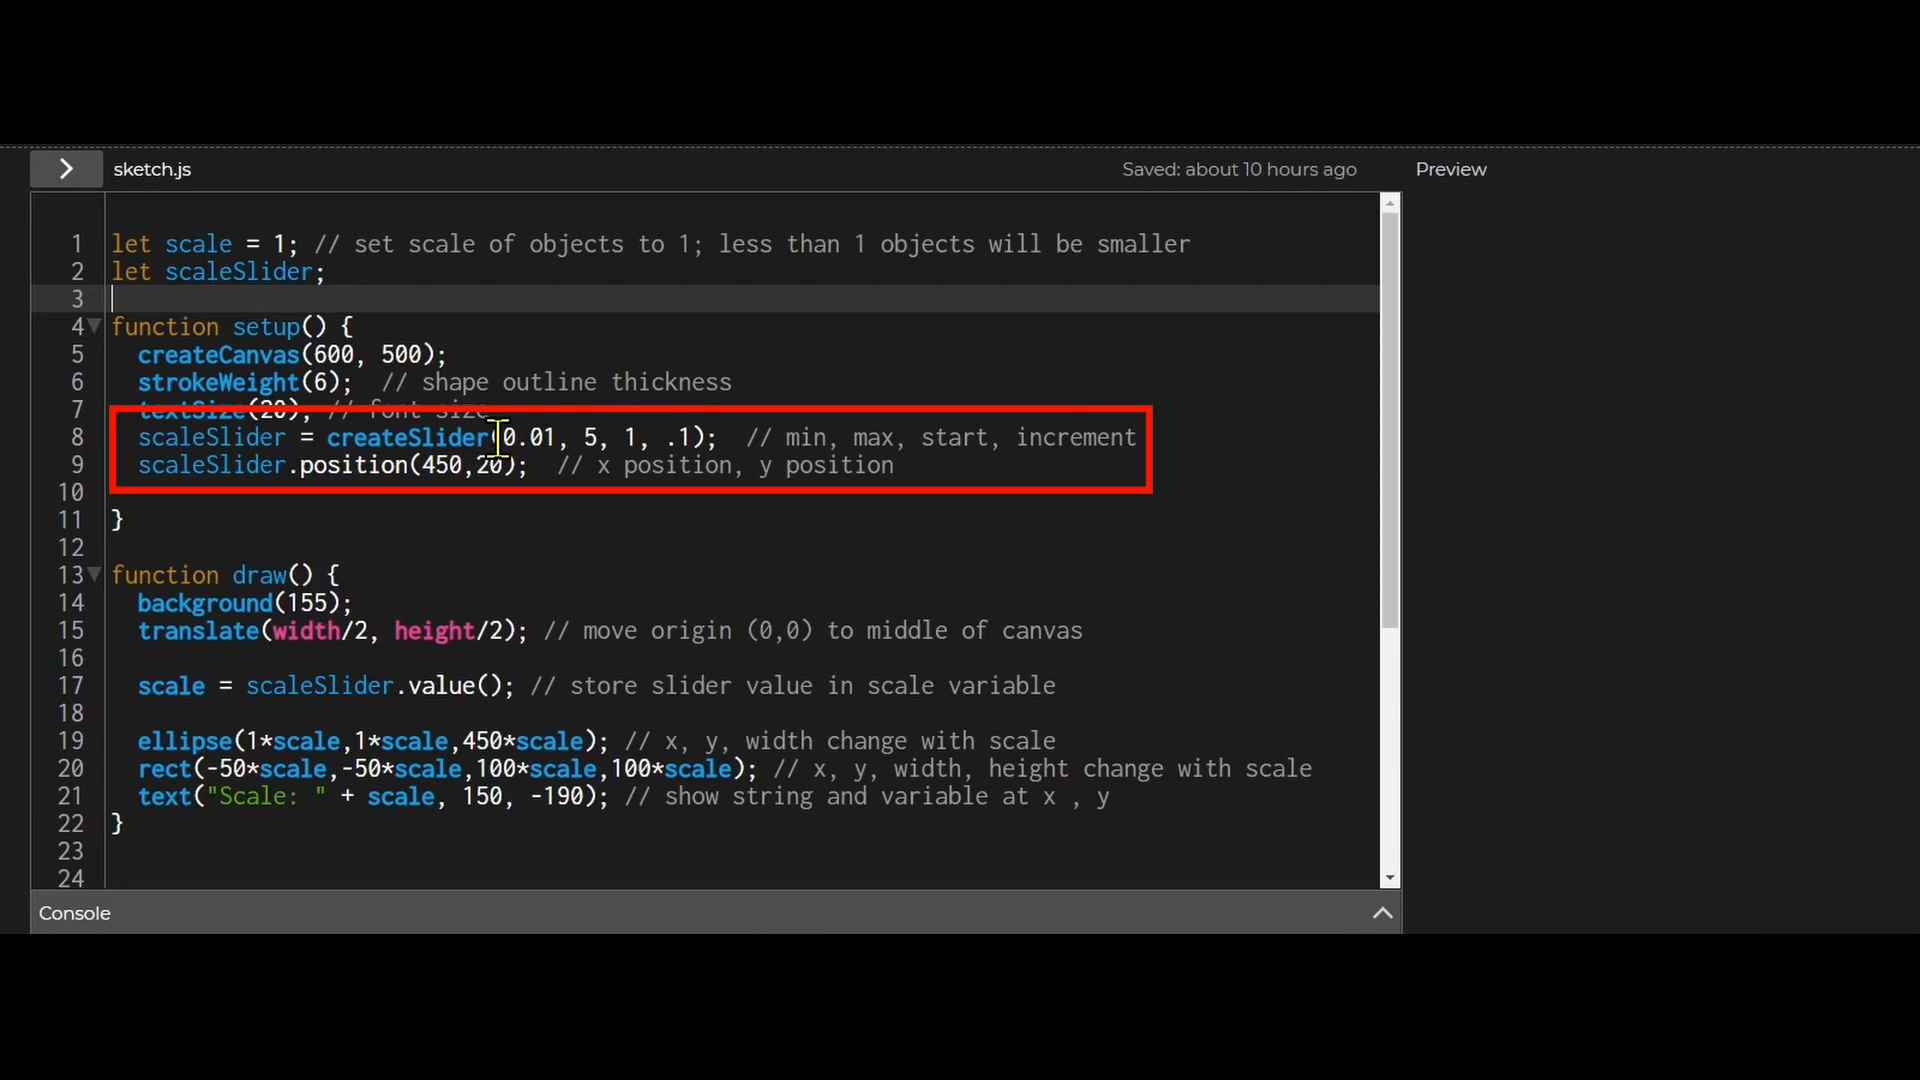 sketch.js
Saved: about 10 hours ago
Preview
1 let scale = 1; // set scale of objects to 1; less than 1 objects will be smaller
2 let scaleSlider;
3
4 function setup() {
5 createCanvas(600, 500);
6 strokeWeight(6); // shape outline thickness
7 textSize(20); // font size
8 scaleSlider = createSlider(0.01, 5, 1, .1); // min, max, start, increment
9 scaleSlider.position(450,20); // x position, y position
10
11 }
12
13 function draw() {
14 background(155);
15 translate(width/2, height/2); // move origin (0,0) to middle of canvas
16
17 scale = scaleSlider.value(); // store slider value in scale variable
18
19 ellipse(1*scale,1*scale,450*scale); // x, y, width change with scale
20 rect(-50*scale,-50*scale,100*scale,100*scale); // x, y, width, height change with scale
21 text("Scale: " + scale, 150, -190); // show string and variable at x , y
22 }
23
24
Console